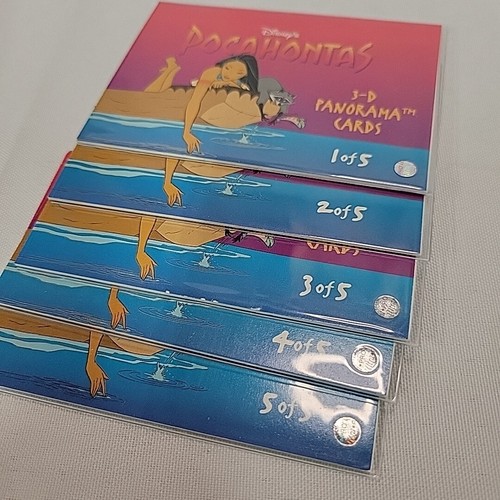 Disney's
POCAHONTAS
3-D
PANORAMA™
CARDS
1 of 5
2 of 5
CARDS
3 of 5
4 of 5
5 of 5